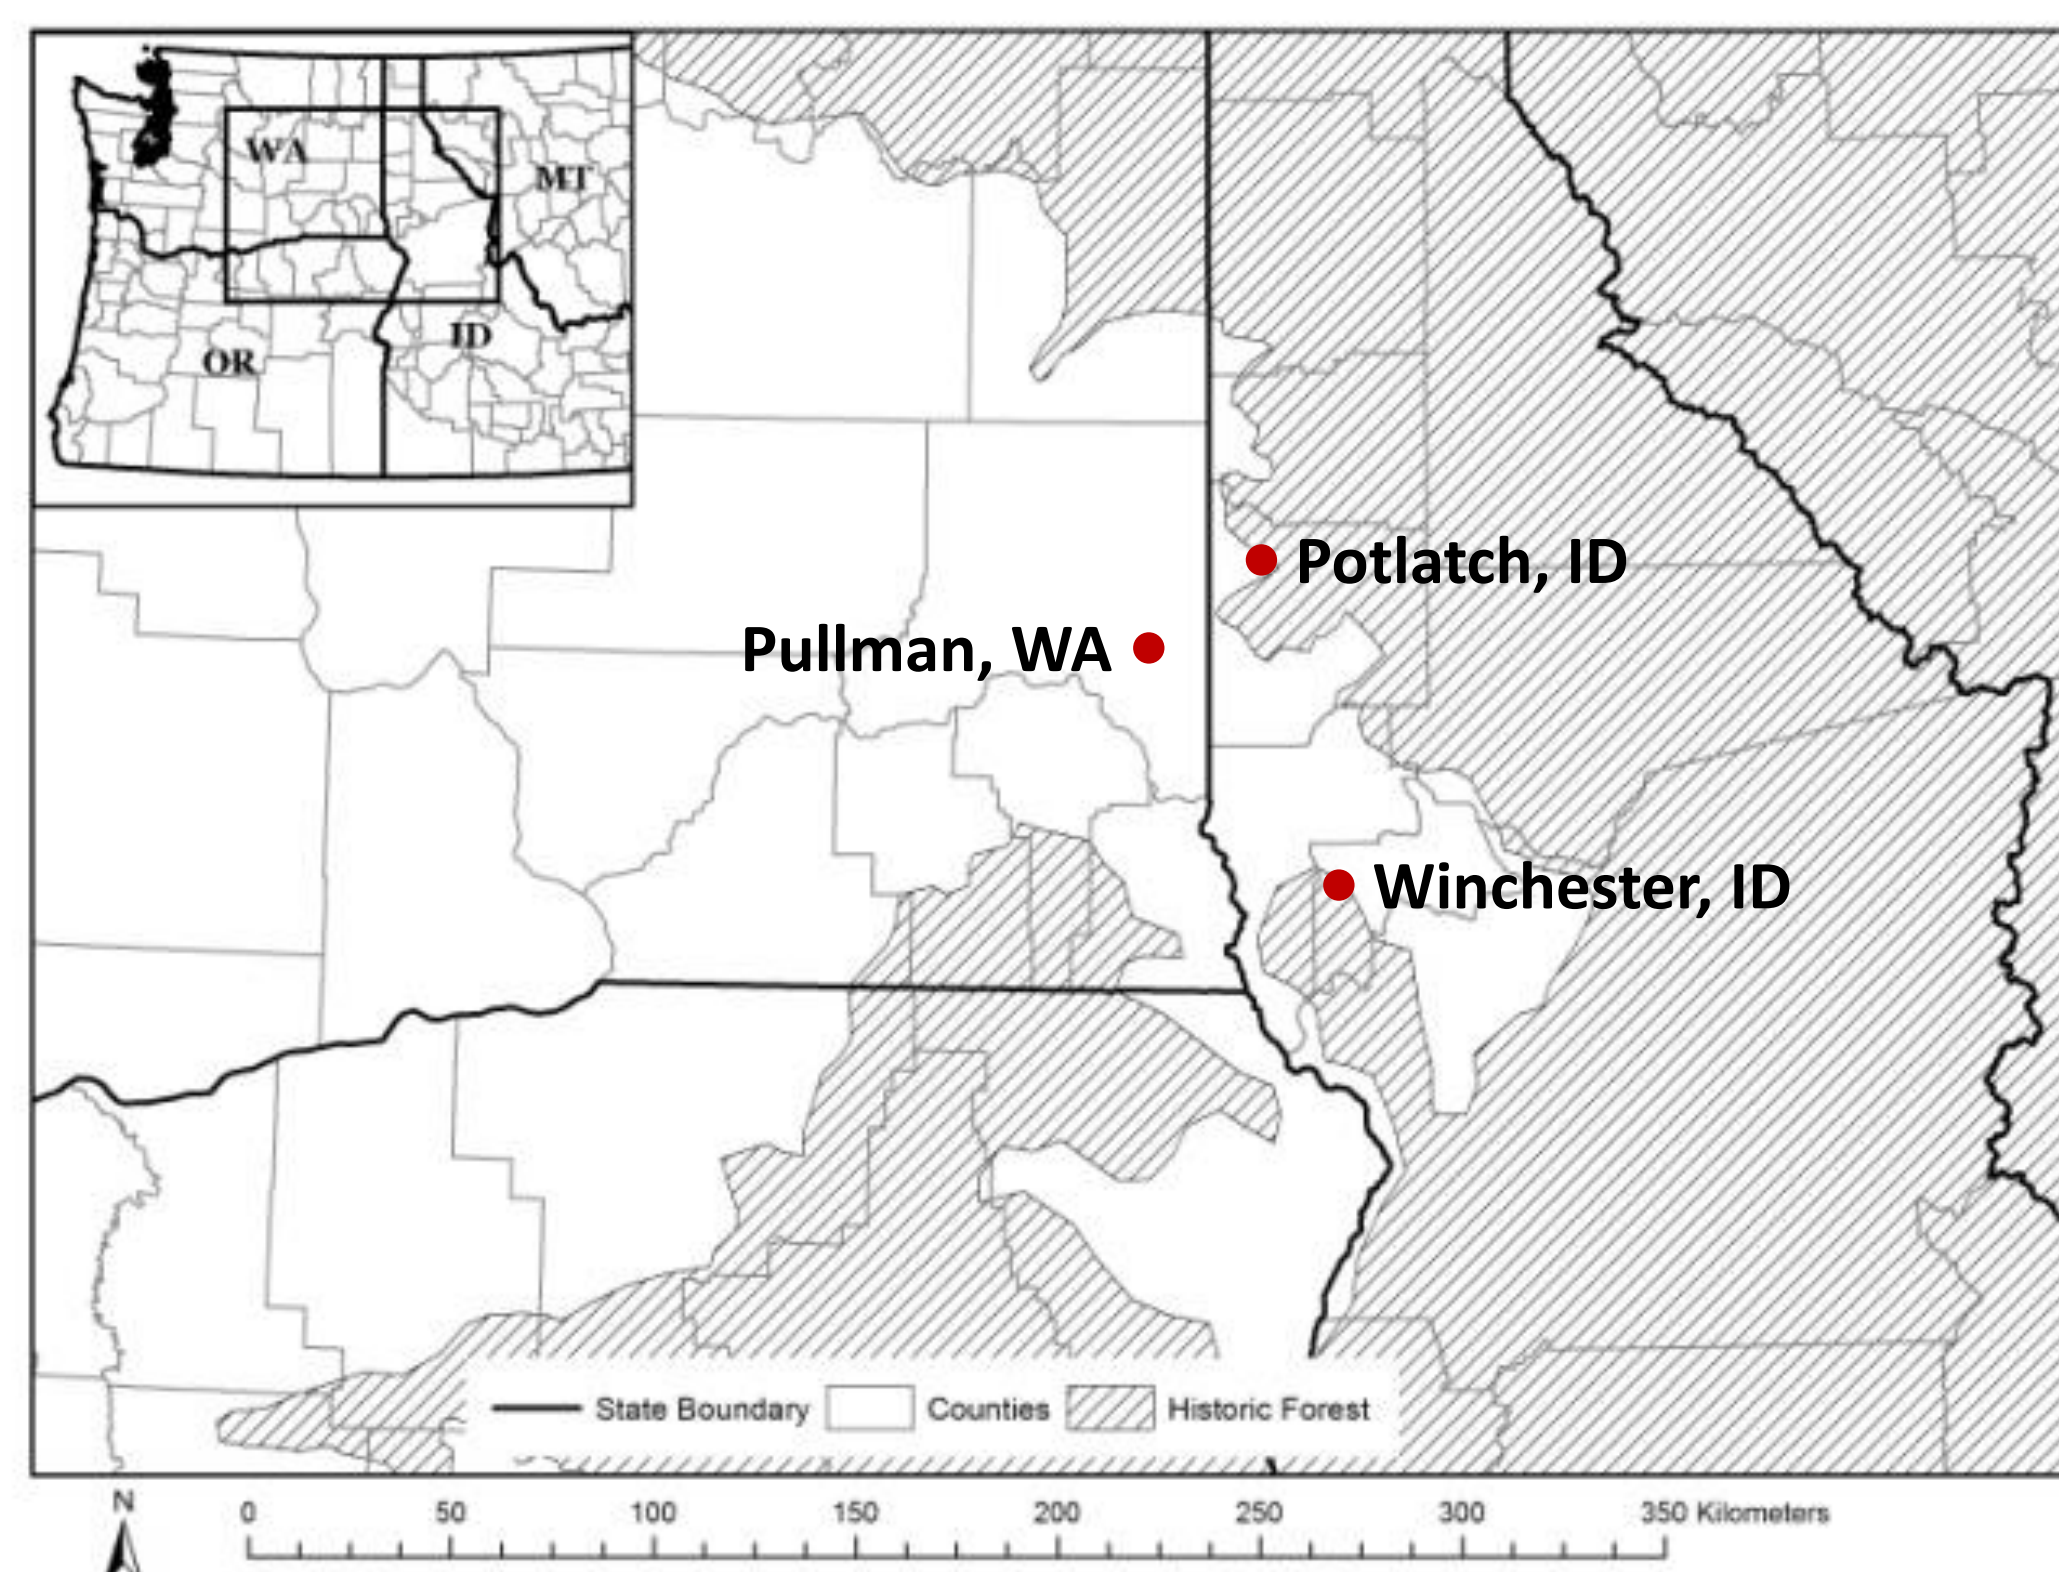 WA
MT
ID
OR
Potlatch, ID
Pullman, WA
Winchester, ID
State Boundary Counties Historic Forest
N
0 50 100 150 200 250 300 350 Kilometers